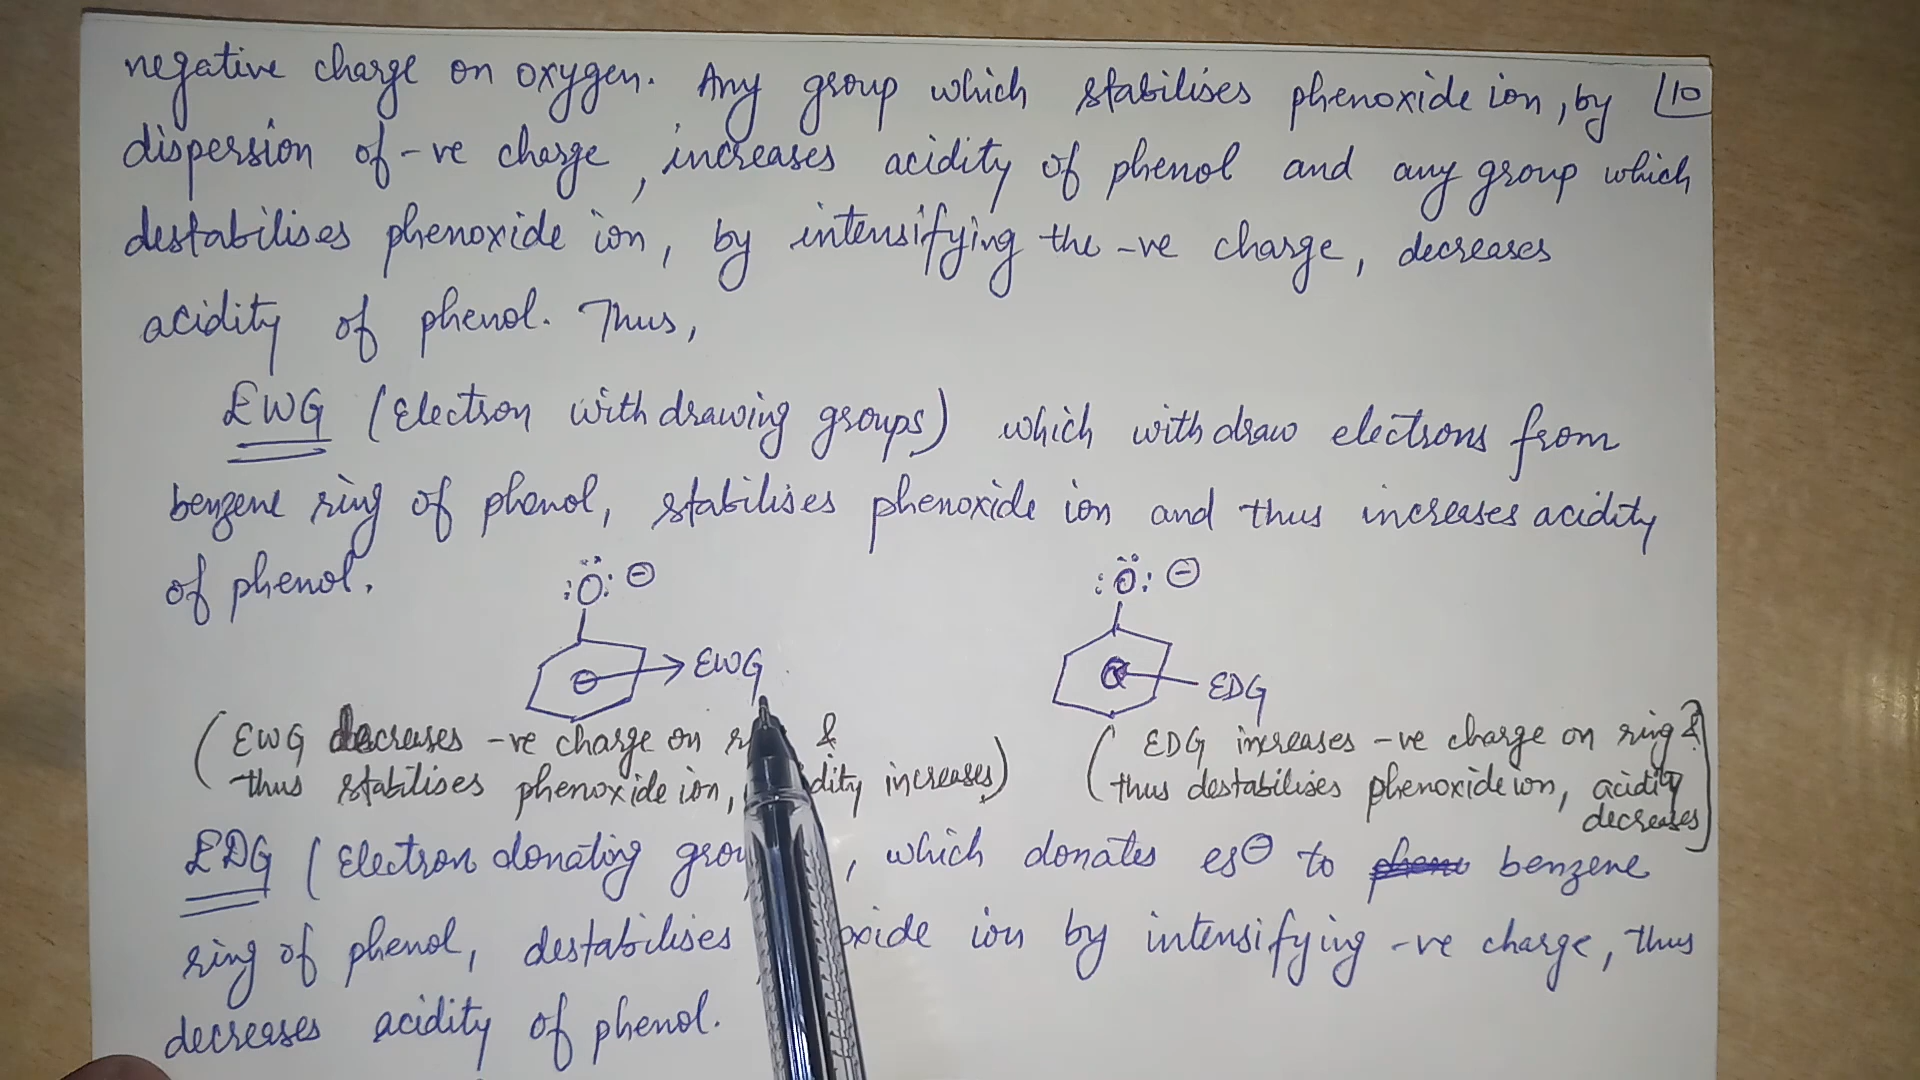 negative charge on oxygen. Any group which stabilises phenoxide ion, by 10
dispersion of -ve charge, increases acidity of phenol and any group which
destabilises phenoxide ion, by intensifying the -ve charge, decreases
acidity of phenol. Thus,
EWG (Electron withdrawing groups) which withdraw electrons from
benzene ring of phenol, stabilises phenoxide ion and thus increases acidity
of phenol.
:Ö: ⊖ :Ö: ⊖
⊖ → EWG EDG
(EWG decreases -ve charge on &
thus stabilises phenoxide ion, increases)
(EDG increases -ve charge on ring &
thus destabilises phenoxide ion, acidity
decreases)
EDG (Electron donating , which donates es⊖ to benzene
ring of phenol, destabilises ion by intensifying -ve charge, thus
decreases acidity of phenol.